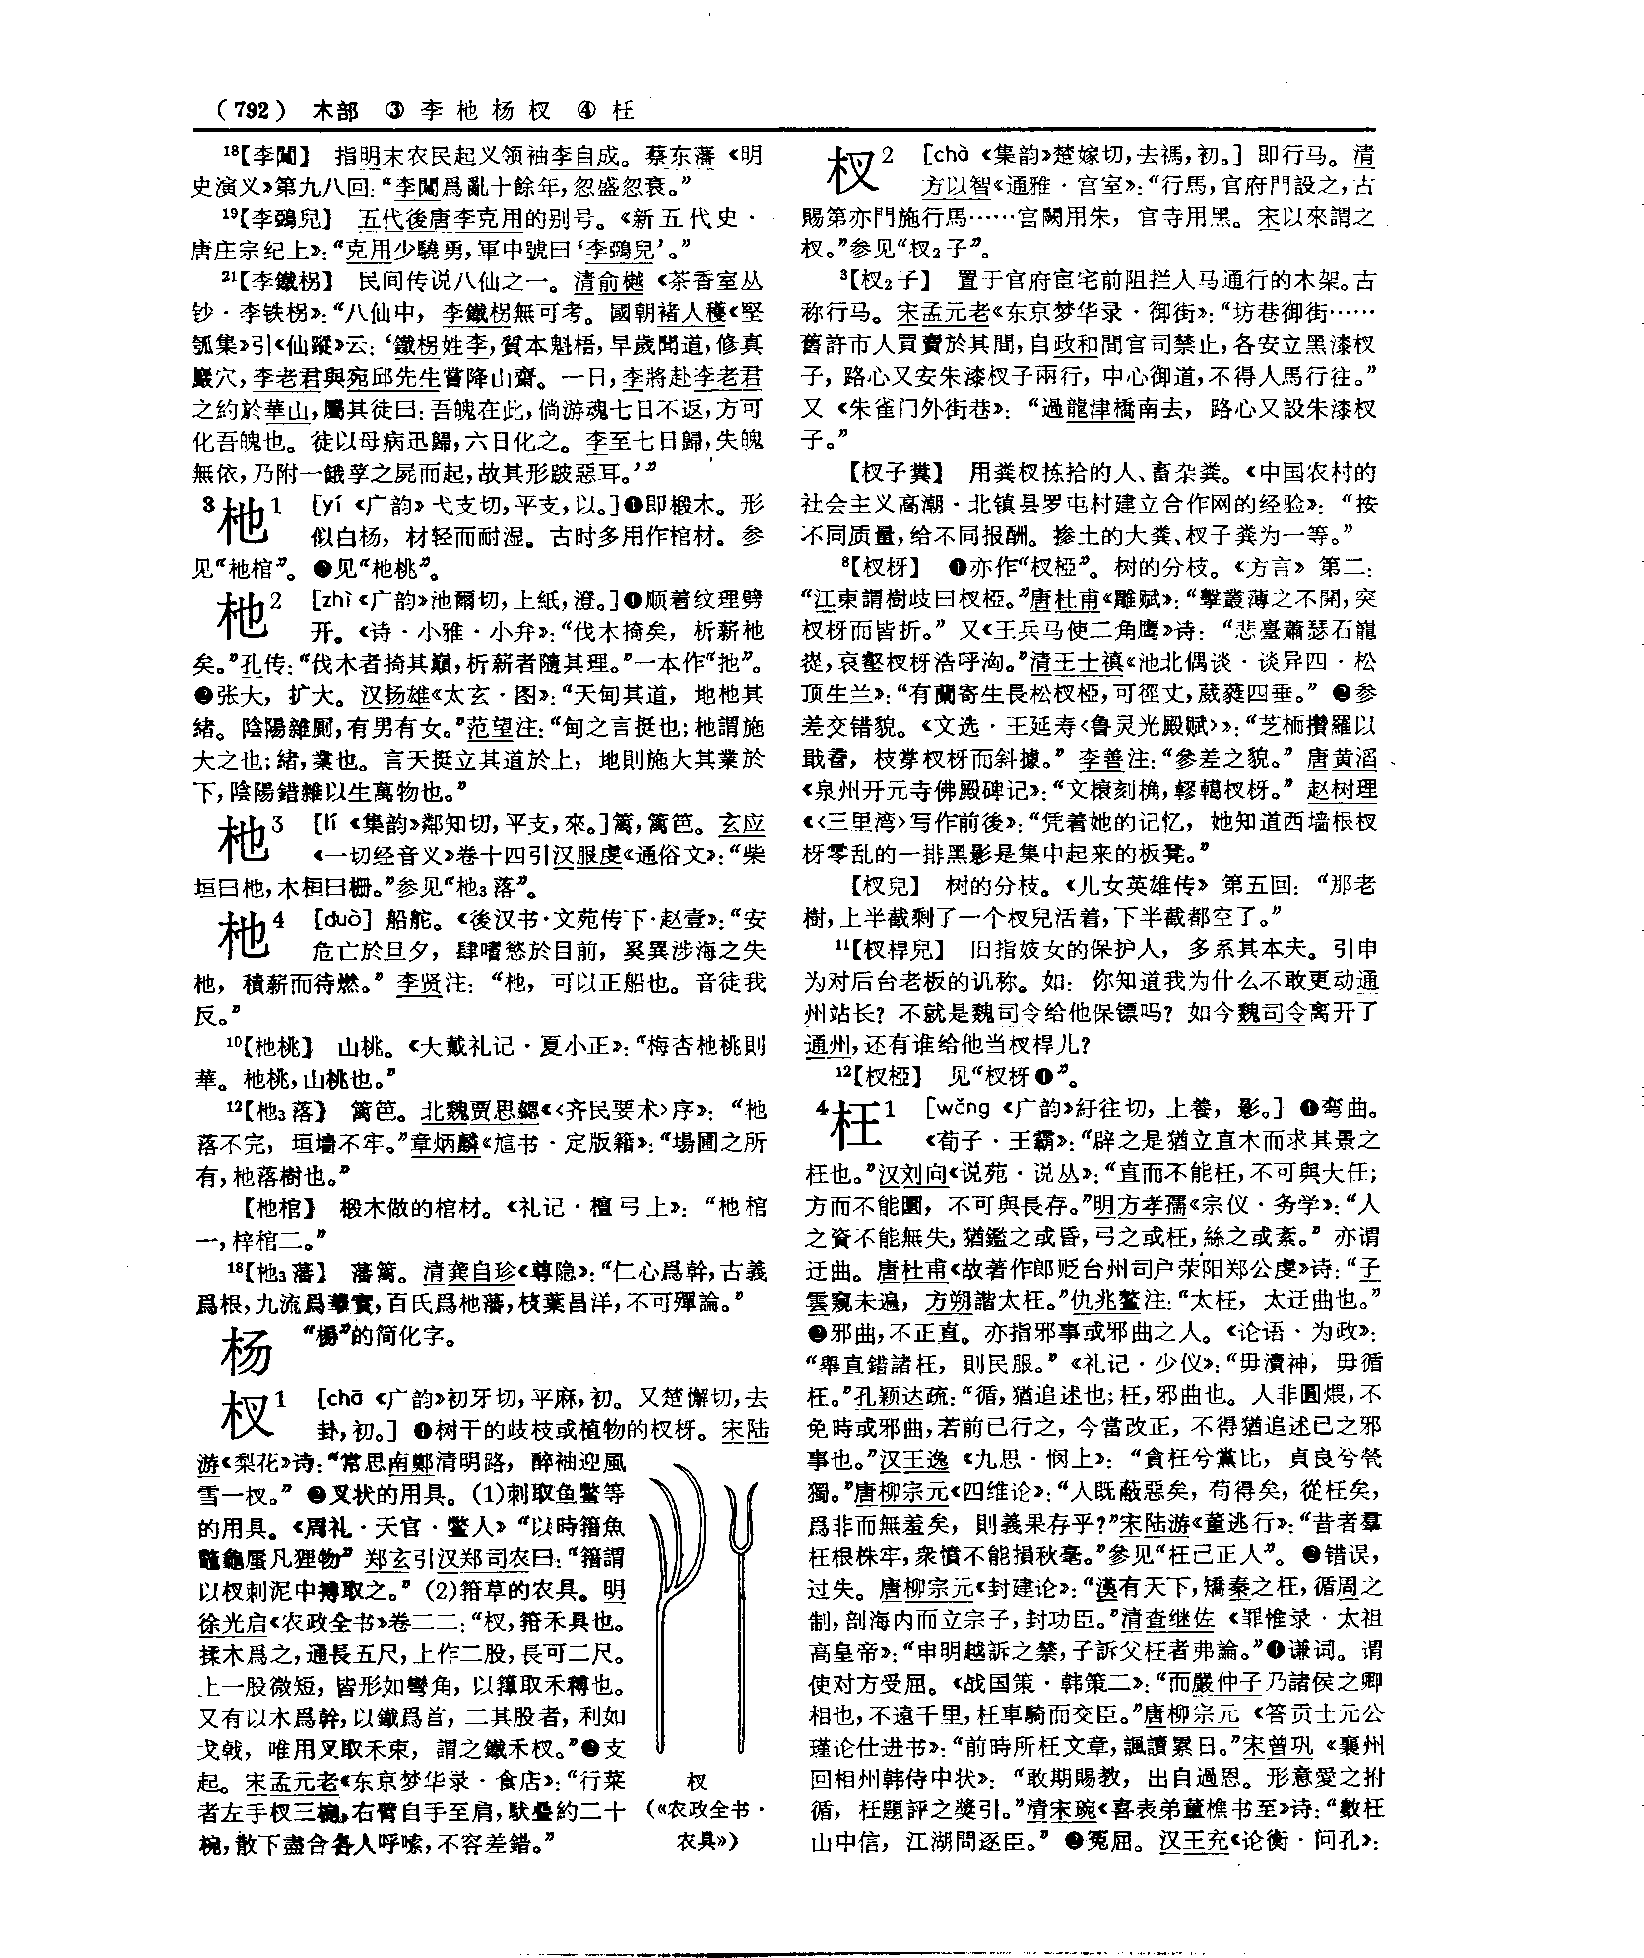 (792) 木部 ③ 李 杝 杨 杈 ④ 枉
¹⁸【李闖】 指明末农民起义领袖李自成。蔡东藩《明
史演义》第九八回：“李闖爲亂十餘年，忽盛忽衰。”
¹⁹【李鵶兒】 五代後唐李克用的别号。《新五代史·
唐庄宗纪上》：“克用少驍勇，軍中號曰‘李鵶兒’。”
²¹【李鐵枴】 民间传说八仙之一。清俞樾《茶香室丛
钞·李铁枴》：“八仙中，李鐵枴無可考。國朝褚人穫《堅
瓠集》引《仙蹤》云：‘鐵枴姓李，質本魁梧，早歲聞道，修真
巖穴，李老君與宛邱先生嘗降山齋。一日，李將赴李老君
之約於華山，屬其徒曰：吾魄在此，倘游魂七日不返，方可
化吾魄也。徒以母病迅歸，六日化之。李至七日歸，失魄
無依，乃附一餓莩之屍而起，故其形跛惡耳。’”
³杝¹ [yí《广韵》弋支切，平支，以。]❶即椴木。形
似白杨，材轻而耐湿。古时多用作棺材。参
见“杝棺”。❷见“杝桃”。
杝² [zhì《广韵》池爾切，上紙，澄。]❶顺着纹理劈
开。《诗·小雅·小弁》：“伐木掎矣，析薪杝
矣。”孔传：“伐木者掎其巔，析薪者隨其理。”一本作“扡”。
❷张大，扩大。汉扬雄《太玄·图》：“天甸其道，地杝其
緒。陰陽雜厠，有男有女。”范望注：“甸之言挺也；杝謂施
大之也；緒，業也。言天挺立其道於上，地則施大其業於
下，陰陽錯雜以生萬物也。”
杝³ [lí《集韵》鄰知切，平支，來。]篱，篱笆。玄应
《一切经音义》卷十四引汉服虔《通俗文》：“柴
垣曰杝，木桓曰栅。”参见“杝₃落”。
杝⁴ [duò] 船舵。《後汉书·文苑传下·赵壹》：“安
危亡於旦夕，肆嗜慾於目前，奚異涉海之失
杝，積薪而待燃。”李贤注：“杝，可以正船也。音徒我
反。”
¹⁰【杝桃】 山桃。《大戴礼记·夏小正》：“梅杏杝桃則
華。杝桃，山桃也。”
¹²【杝₃落】 篱笆。北魏贾思勰《〈齐民要术〉序》：“杝
落不完，垣墻不牢。”章炳麟《訄书·定版籍》：“場圃之所
有，杝落樹也。”
【杝棺】 椴木做的棺材。《礼记·檀弓上》：“杝棺
一，梓棺二。”
¹⁸【杝₃藩】 藩篱。清龚自珍《尊隐》：“仁心爲幹，古義
爲根，九流爲華實，百氏爲杝藩，枝葉昌洋，不可殫論。”
杨 “楊”的简化字。
杈¹ [chā《广韵》初牙切，平麻，初。又楚懈切，去
卦，初。] ❶树干的歧枝或植物的杈枒。宋陆
游《梨花》诗：“常思南鄭清明路，醉袖迎風
雪一杈。”❷叉状的用具。(1)刺取鱼鳖等
的用具。《周礼·天官·鳖人》“以時籍魚
鼈龜蜃凡狸物”郑玄引汉郑司农曰：“籍謂
以杈刺泥中搏取之。”(2)箝草的农具。明
徐光启《农政全书》卷二二：“杈，箝禾具也。
揉木爲之，通長五尺，上作二股，長可二尺。
上一股微短，皆形如彎角，以籜取禾稕也。
又有以木爲幹，以鐵爲首，二其股者，利如
戈戟，唯用叉取禾束，謂之鐵禾杈。”❸支
起。宋孟元老《东京梦华录·食店》：“行菜
者左手杈三椀，右臂自手至肩，馱疊約二十
椀，散下盡合各人呼嗦，不容差錯。”
杈
(《农政全书·
农具》)
杈² [chà《集韵》楚嫁切，去禡，初。] 即行马。清
方以智《通雅·宫室》：“行馬，官府門設之，古
賜第亦門施行馬……宫闕用朱，官寺用黑。宋以來謂之
杈。”参见“杈₂子”。
³【杈₂子】 置于官府宦宅前阻拦人马通行的木架。古
称行马。宋孟元老《东京梦华录·御街》：“坊巷御街……
舊許市人買賣於其間，自政和間官司禁止，各安立黑漆杈
子，路心又安朱漆杈子兩行，中心御道，不得人馬行往。”
又《朱雀门外街巷》：“過龍津橋南去，路心又設朱漆杈
子。”
【杈子糞】 用粪杈拣拾的人、畜杂粪。《中国农村的
社会主义高潮·北镇县罗屯村建立合作网的经验》：“按
不同质量，给不同报酬。掺土的大粪、杈子粪为一等。”
⁸【杈枒】 ❶亦作“杈椏”。树的分枝。《方言》第二：
“江東謂樹歧曰杈椏。”唐杜甫《雕赋》：“擊叢薄之不開，突
杈枒而皆折。”又《王兵马使二角鹰》诗：“悲臺蕭瑟石巃
嵸，哀壑杈枒浩呼洶。”清王士禛《池北偶谈·谈异四·松
顶生兰》：“有蘭寄生長松杈椏，可徑丈，葳蕤四垂。”❷参
差交错貌。《文选·王延寿〈鲁灵光殿赋〉》：“芝栭攢羅以
戢舂，枝掌杈枒而斜據。”李善注：“參差之貌。”唐黄滔
《泉州开元寺佛殿碑记》：“文榱刻桷，轇轕杈枒。”赵树理
《〈三里湾〉写作前後》：“凭着她的记忆，她知道西墙根杈
枒零乱的一排黑影是集中起来的板凳。”
【杈兒】 树的分枝。《儿女英雄传》第五回：“那老
樹，上半截剩了一个杈兒活着，下半截都空了。”
¹¹【杈桿兒】 旧指妓女的保护人，多系其本夫。引申
为对后台老板的讥称。如：你知道我为什么不敢更动通
州站长？不就是魏司令给他保镖吗？如今魏司令离开了
通州，还有谁给他当杈桿儿？
¹²【杈椏】 见“杈枒❶”。
⁴枉¹ [wǎng《广韵》紆往切，上養，影。] ❶弯曲。
《荀子·王霸》：“辟之是猶立直木而求其景之
枉也。”汉刘向《说苑·说丛》：“直而不能枉，不可與大任；
方而不能圜，不可與長存。”明方孝孺《宗仪·务学》：“人
之資不能無失，猶鑑之或昏，弓之或枉，絲之或紊。”亦谓
迂曲。唐杜甫《故著作郎贬台州司户荥阳郑公虔》诗：“子
雲窺未遍，方朔諧太枉。”仇兆鳌注：“太枉，太迂曲也。”
❷邪曲，不正直。亦指邪事或邪曲之人。《论语·为政》：
“舉直錯諸枉，則民服。”《礼记·少仪》：“毋瀆神，毋循
枉。”孔颖达疏：“循，猶追述也；枉，邪曲也。人非圓煨，不
免時或邪曲，若前已行之，今當改正，不得猶追述已之邪
事也。”汉王逸《九思·悯上》：“貪枉兮黨比，貞良兮煢
獨。”唐柳宗元《四维论》：“人既蔽惡矣，苟得矣，從枉矣，
爲非而無羞矣，則義果存乎？”宋陆游《董逃行》：“昔者羣
枉根株牢，衆憤不能損秋毫。”参见“枉己正人”。❸错误，
过失。唐柳宗元《封建论》：“漢有天下，矯秦之枉，循周之
制，剖海内而立宗子，封功臣。”清查继佐《罪惟录·太祖
高皇帝》：“申明越訴之禁，子訴父枉者弗論。”❹谦词。谓
使对方受屈。《战国策·韩策二》：“而嚴仲子乃諸侯之卿
相也，不遠千里，枉車騎而交臣。”唐柳宗元《答贡士元公
瑾论仕进书》：“前時所枉文章，諷讀累日。”宋曾巩《襄州
回相州韩侍中状》：“敢期賜教，出自過恩。形意愛之拊
循，枉題評之獎引。”清宋琬《喜表弟董樵书至》诗：“數枉
山中信，江湖問逐臣。”❺冤屈。汉王充《论衡·问孔》：